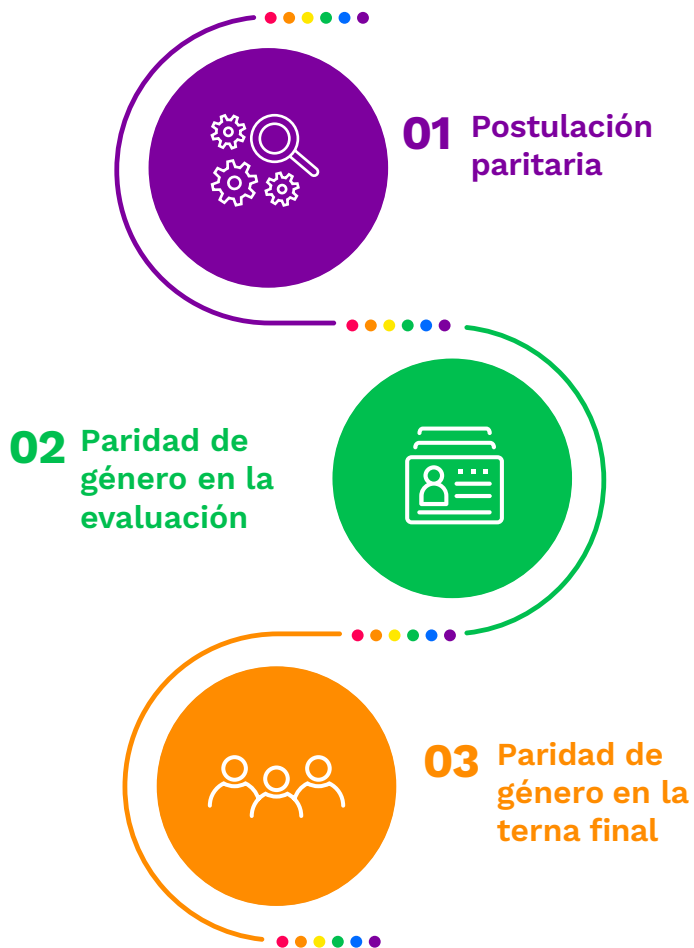 01 Postulación
paritaria
02 Paridad de
género en la
evaluación
03 Paridad de
género en la
terna final